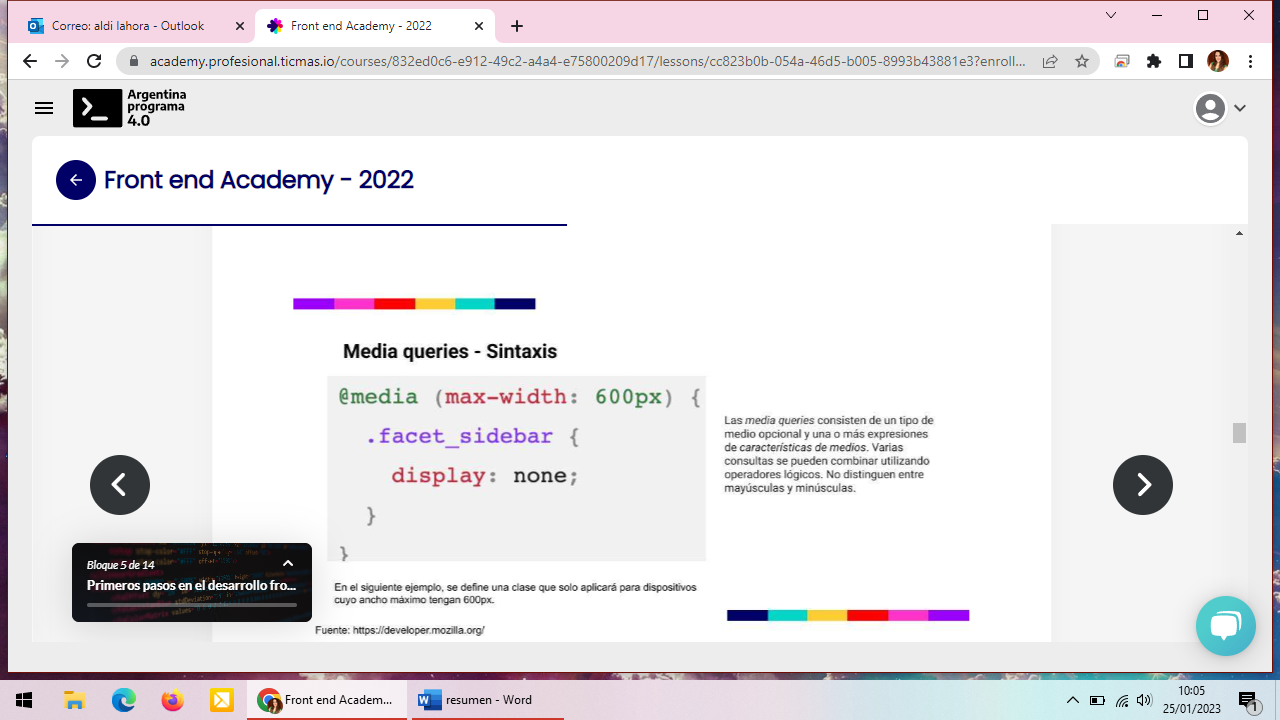 Correo: aldi lahora - Outlook
Front end Academy - 2022
academy.profesional.ticmas.io/courses/832ee0c6-e912-4992-a4a4-e75800209d17/lessons/cc823b0b-054a-46d5-b005-8993b43881e3?enroll...
Argentina
programa
4.0
Front end Academy - 2022
Media queries - Sintaxis
@media (max-width: 600px) {
.facet_sidebar {
display: none;
}
}
Las media queries consisten de un tipo de
medio opcional y una o más expresiones
de características de medios. Varias
consultas se pueden combinar utilizando
operadores lógicos. No distinguen entre
mayúsculas y minúsculas.
Bloque 5 de 14
Primeros pasos en el desarrollo fro...
En el siguiente ejemplo, se define una clase que solo aplicará para dispositivos
cuyo ancho máximo tengan 600px.
Fuente: https://developer.mozilla.org/
Front end Academ...
resumen - Word
10:05
25/01/2023
1